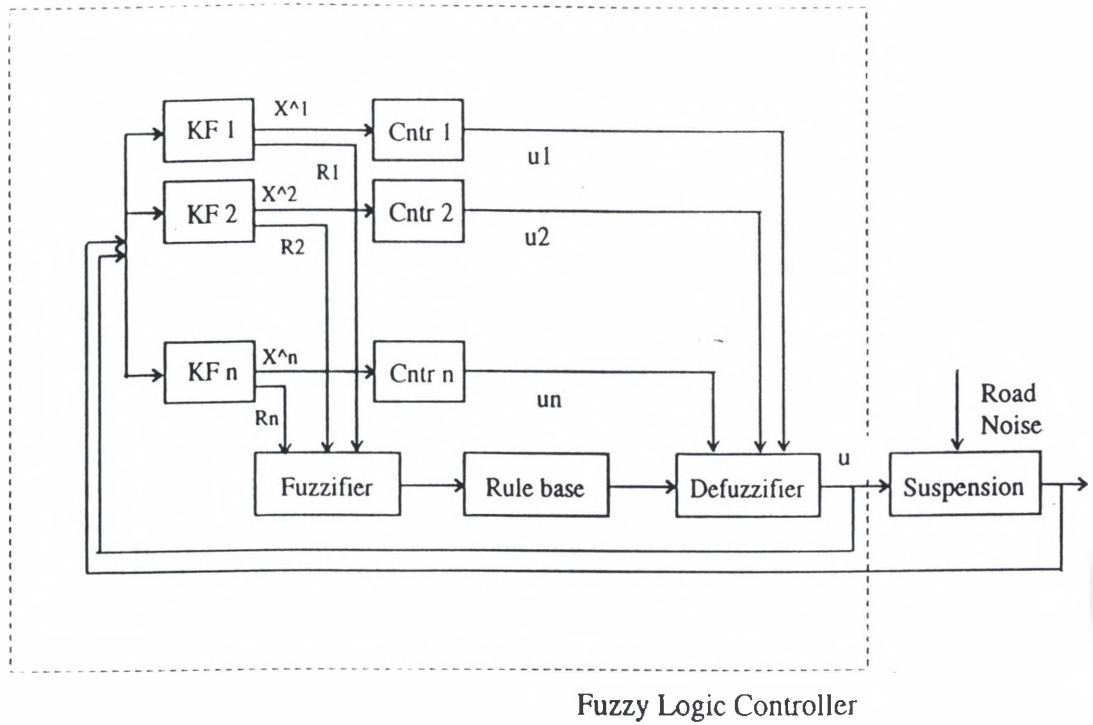 KF 1
X^1
Cntr 1
R1
u1
KF 2
X^2
Cntr 2
R2
u2
KF n
X^n
Cntr n
Rn
un
Road
Noise
Fuzzifier
Rule base
Defuzzifier
u
Suspension
Fuzzy Logic Controller